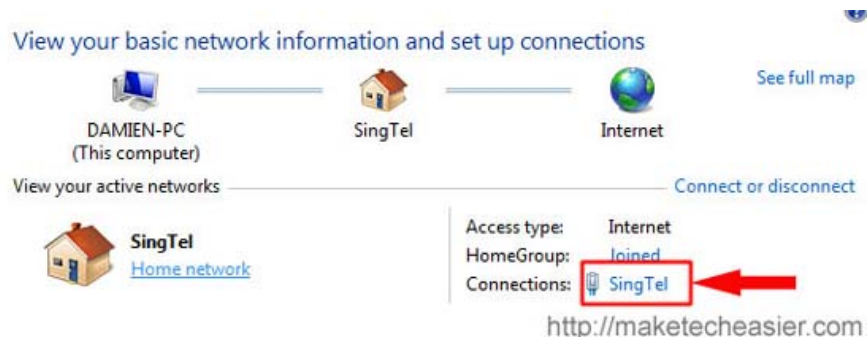 View your basic network information and set up connections
See full map
DAMIEN-PC
(This computer)
SingTel
Internet
View your active networks
Connect or disconnect
SingTel
Home network
Access type: Internet
HomeGroup: Joined
Connections: SingTel
http://maketecheasier.com